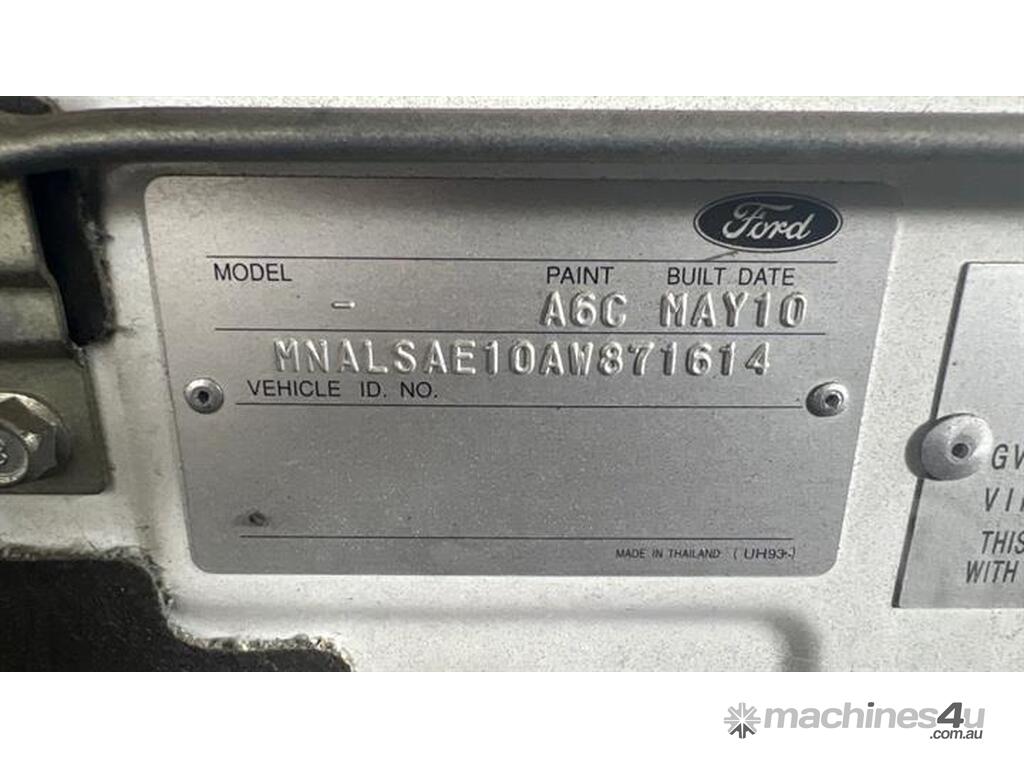 Ford
MODEL PAINT BUILT DATE
- A6C MAY10
MNALSAE10AW871614
VEHICLE ID. NO.
MADE IN THAILAND (UH93-)
GV
VI
THIS
WITH
machines4u
.com.au